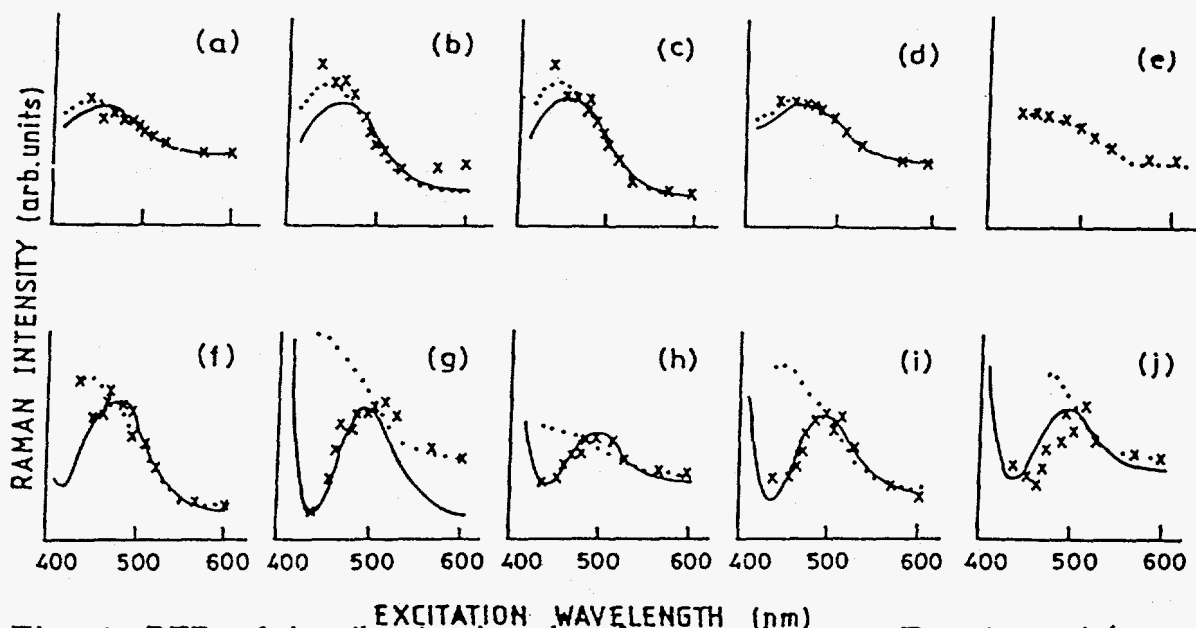 (a)
(b)
(c)
(d)
(e)
RAMAN INTENSITY (arb.units)
(f)
(g)
(h)
(i)
(j)
400 500 600
400 500 600
400 500 600
400 500 600
400 500 600
EXCITATION WAVELENGTH (nm)